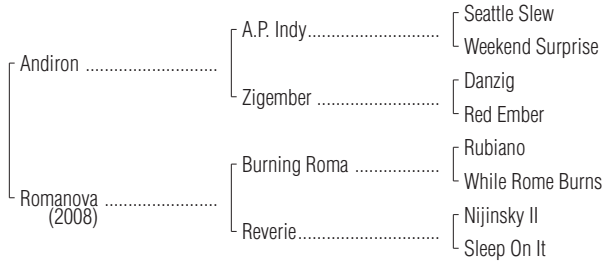 Seattle Slew
A.P. Indy..........................
Weekend Surprise
Andiron ..........................
Danzig
Zigember ........................
Red Ember
Rubiano
Burning Roma .................
While Rome Burns
Romanova ......................
(2008)
Nijinsky II
Reverie............................
Sleep On It